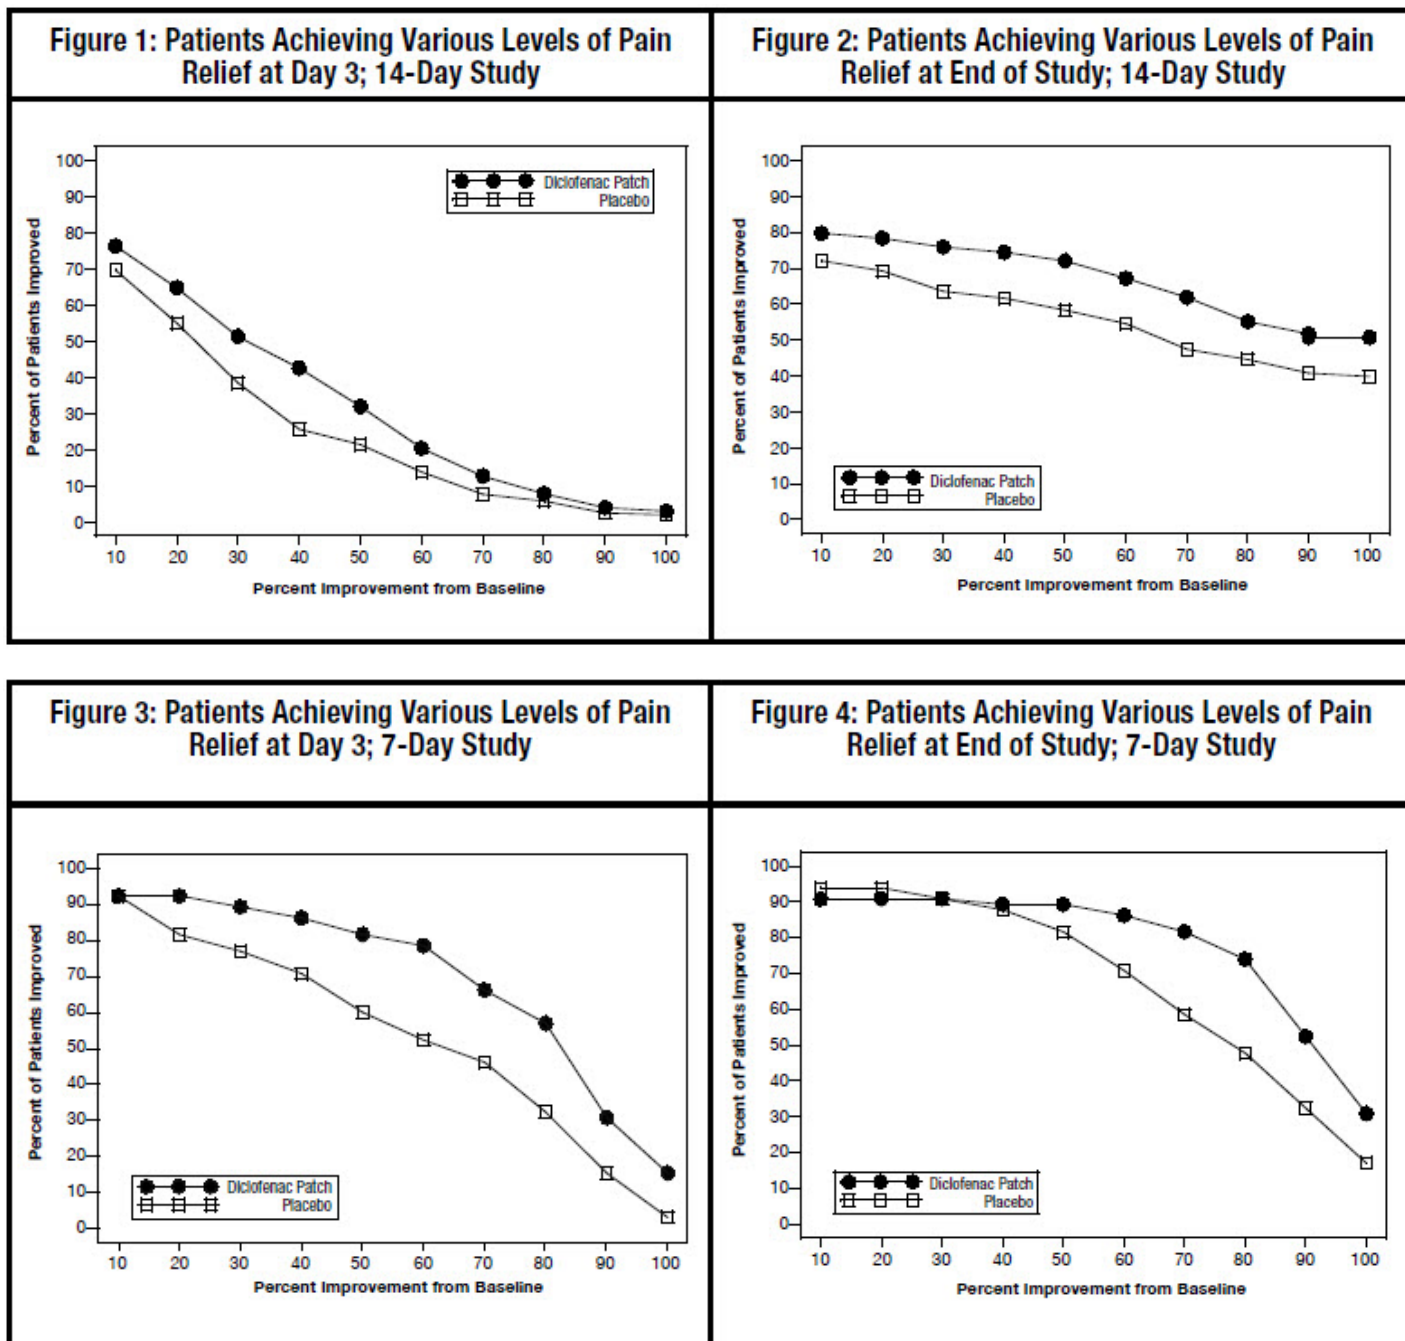 Figure 1: Patients Achieving Various Levels of Pain
Relief at Day 3; 14-Day Study
Figure 2: Patients Achieving Various Levels of Pain
Relief at End of Study; 14-Day Study
100
90
80
70
60
50
40
30
20
10
0
Percent of Patients Improved
Diclofenac Patch
Placebo
10 20 30 40 50 60 70 80 90 100
Percent Improvement from Baseline
100
90
80
70
60
50
40
30
20
10
0
Percent of Patients Improved
Diclofenac Patch
Placebo
10 20 30 40 50 60 70 80 90 100
Percent Improvement from Baseline
Figure 3: Patients Achieving Various Levels of Pain
Relief at Day 3; 7-Day Study
Figure 4: Patients Achieving Various Levels of Pain
Relief at End of Study; 7-Day Study
100
90
80
70
60
50
40
30
20
10
0
Percent of Patients Improved
Diclofenac Patch
Placebo
10 20 30 40 50 60 70 80 90 100
Percent Improvement from Baseline
100
90
80
70
60
50
40
30
20
10
0
Percent of Patients Improved
Diclofenac Patch
Placebo
10 20 30 40 50 60 70 80 90 100
Percent Improvement from Baseline